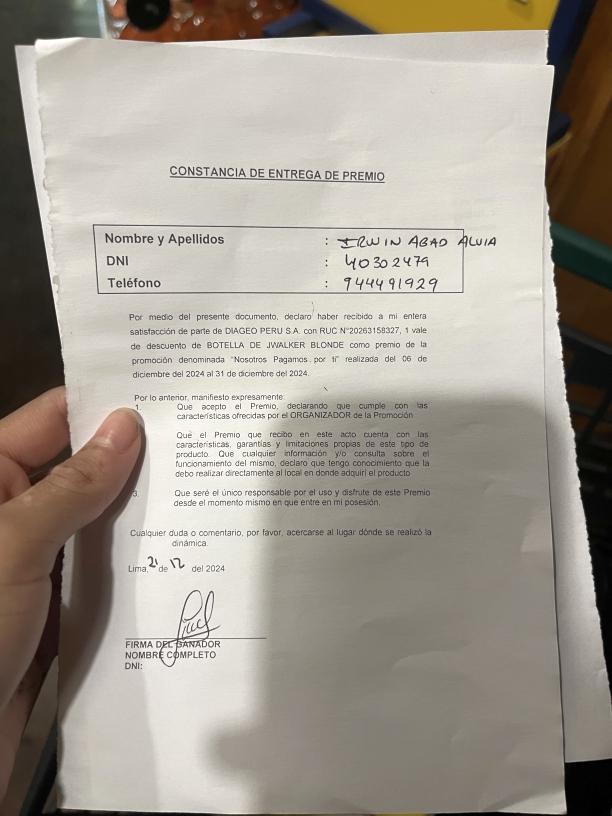 CONSTANCIA DE ENTREGA DE PREMIO
Nombre y Apellidos : IRWIN ABAD ALVIA
DNI : 40302479
Teléfono : 944491929
Por medio del presente documento, declaro haber recibido a mi entera
satisfacción de parte de DIAGEO PERU S.A. con RUC N°20263158327, 1 vale
de descuento de BOTELLA DE JWALKER BLONDE como premio de la
promoción denominada "Nosotros Pagamos por ti" realizada del 06 de
diciembre del 2024 al 31 de diciembre del 2024.
Por lo anterior, manifiesto expresamente:
1. Que acepto el Premio, declarando que cumple con las
características ofrecidas por el ORGANIZADOR de la Promoción
Que el Premio que recibo en este acto cuenta con las
características, garantías y limitaciones propias de este tipo de
producto. Que cualquier información y/o consulta sobre el
funcionamiento del mismo, declaro que tengo conocimiento que la
debo realizar directamente al local en donde adquirí el producto
3. Que seré el único responsable por el uso y disfrute de este Premio
desde el momento mismo en que entre en mi posesión.
Cualquier duda o comentario, por favor, acercarse al lugar dónde se realizó la
dinámica.
Lima, 21 de 12 del 2024
FIRMA DEL GANADOR
NOMBRE COMPLETO
DNI: